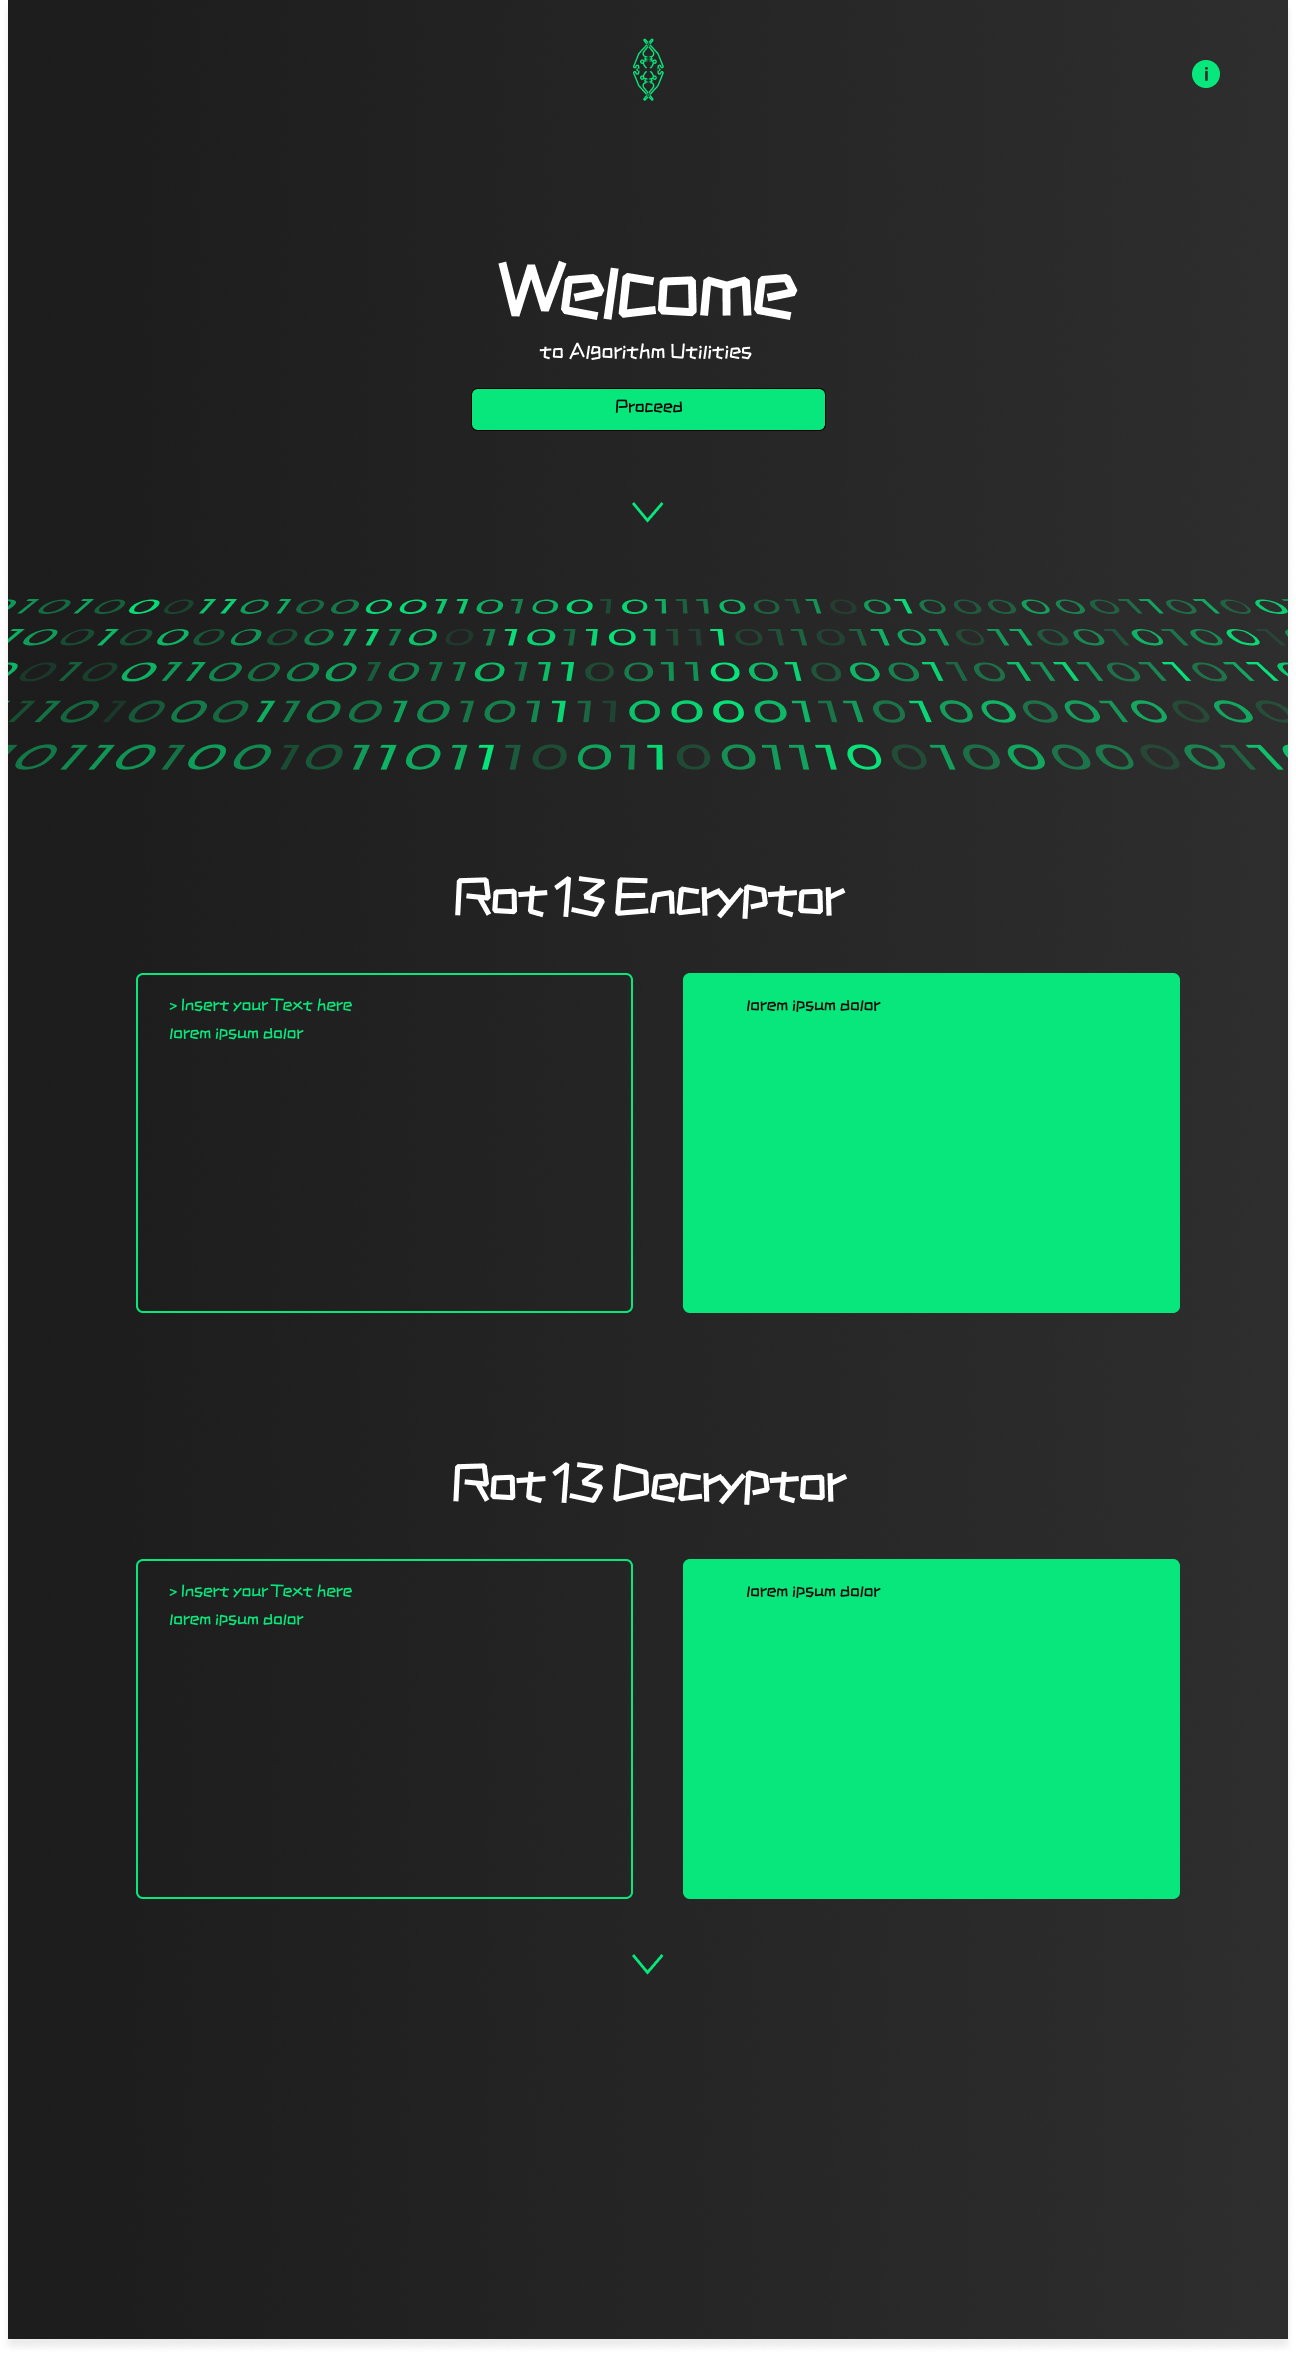 i
Welcome
to Algorithm Utilities
Proceed
Rot 13 Encryptor
> Insert your Text here
lorem ipsum dolor
lorem ipsum dolor
Rot 13 Decryptor
> Insert your Text here
lorem ipsum dolor
lorem ipsum dolor